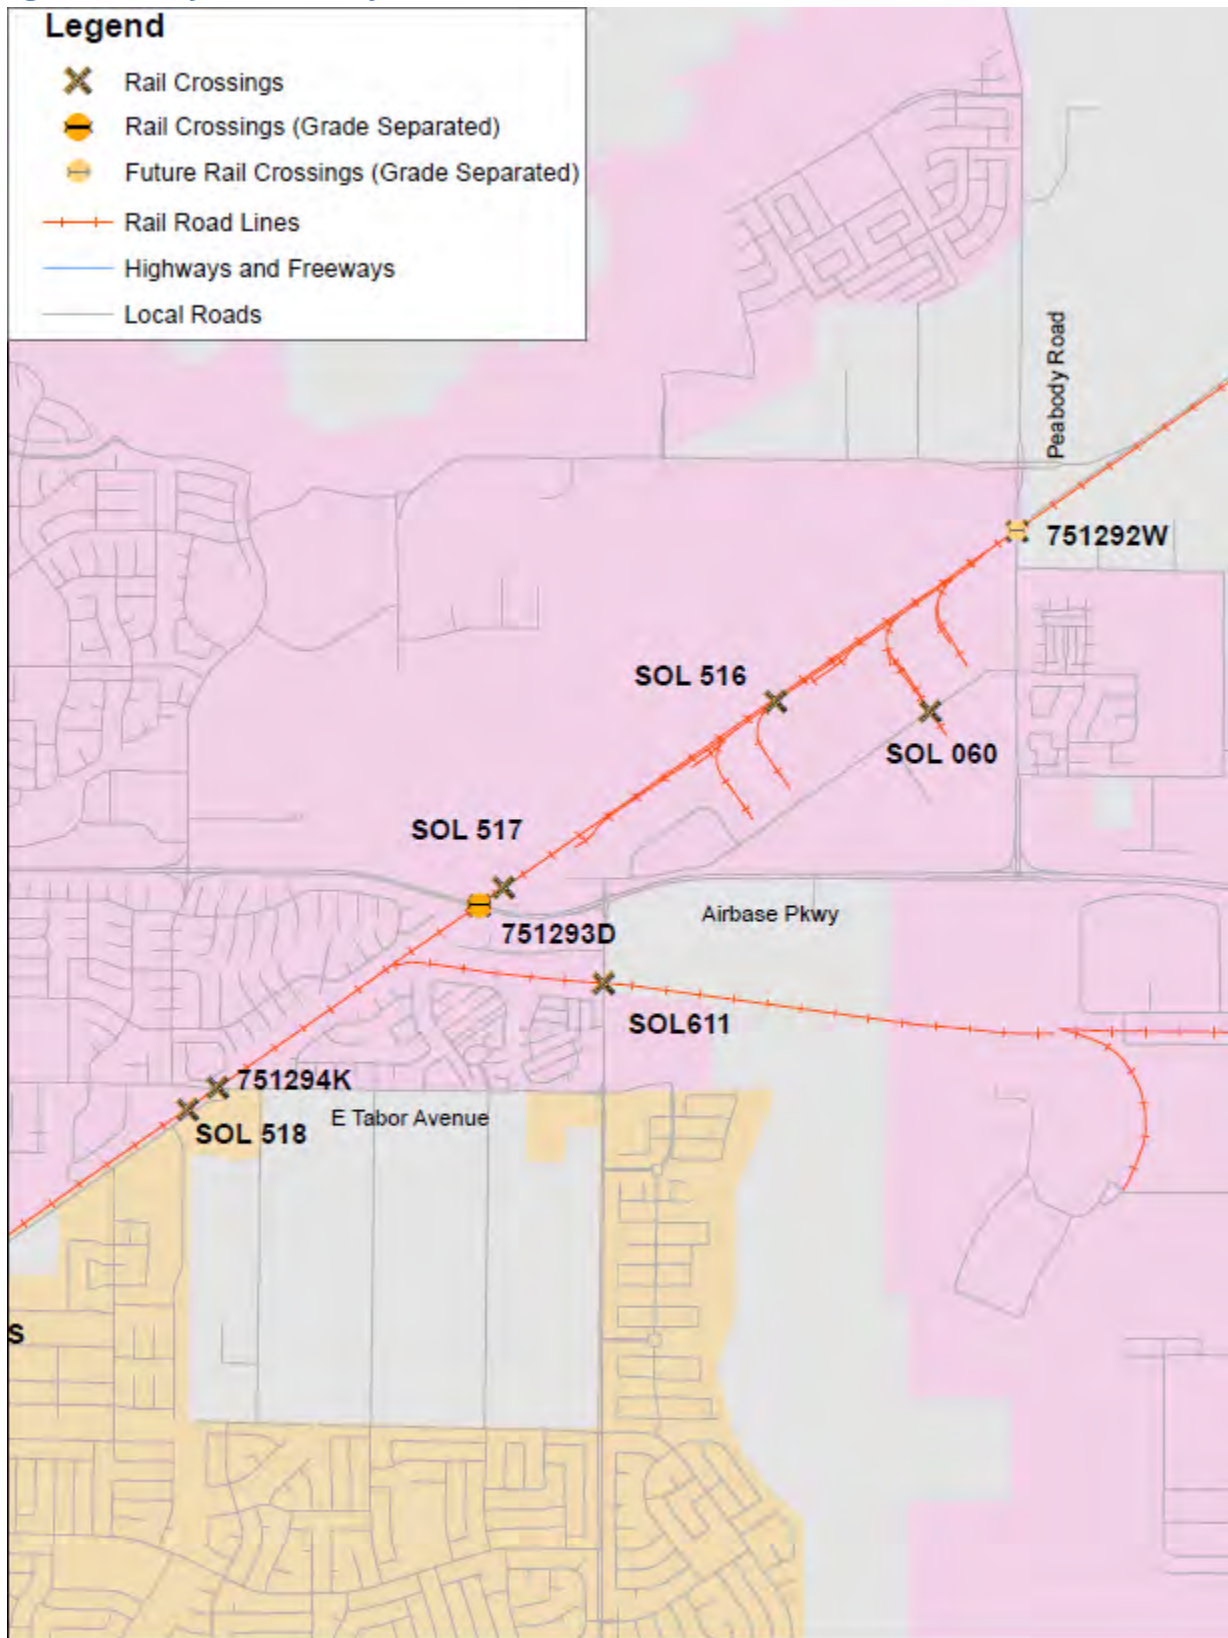 Legend
Rail Crossings
Rail Crossings (Grade Separated)
Future Rail Crossings (Grade Separated)
Rail Road Lines
Highways and Freeways
Local Roads
Peabody Road
751292W
SOL 516
SOL 060
SOL 517
751293D
Airbase Pkwy
SOL611
751294K
E Tabor Avenue
SOL 518
S